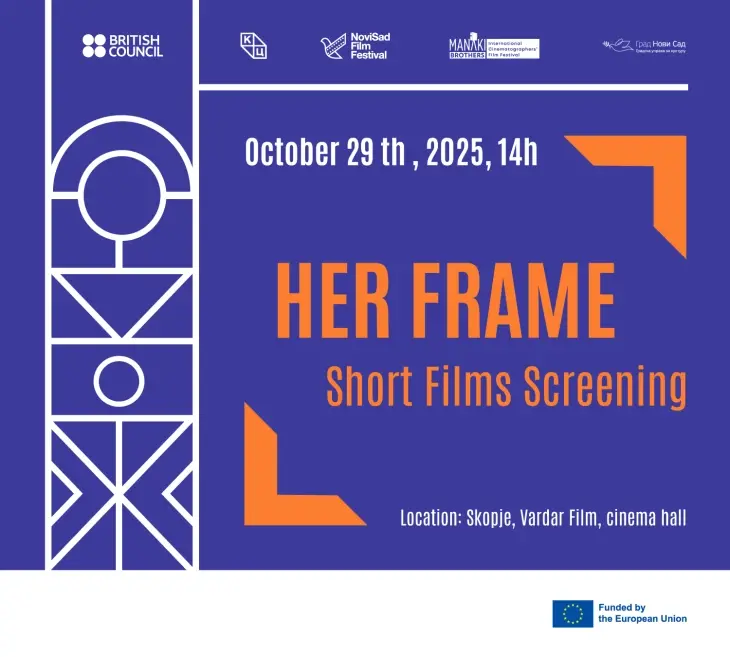 BRITISH
COUNCIL
К
Ц
NoviSad
Film
Festival
MANAKI
BROTHERS
International
Cinematographers'
Film Festival
Град Нови Сад
October 29 th , 2025, 14h
HER FRAME
Short Films Screening
Location: Skopje, Vardar Film, cinema hall
Funded by
the European Union